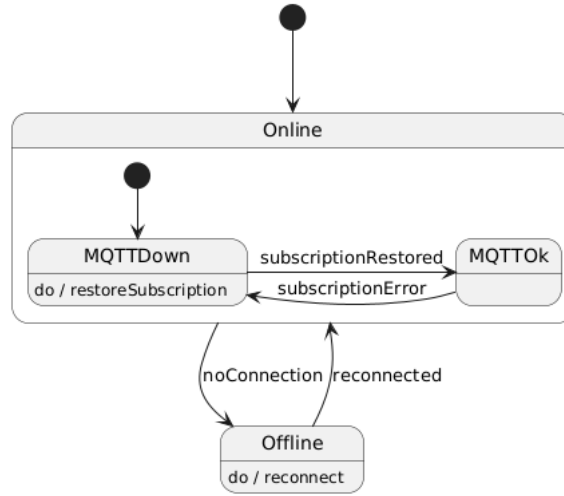 Online
MQTTDown
do / restoreSubscription
subscriptionRestored
subscriptionError
MQTTOk
noConnection
reconnected
Offline
do / reconnect